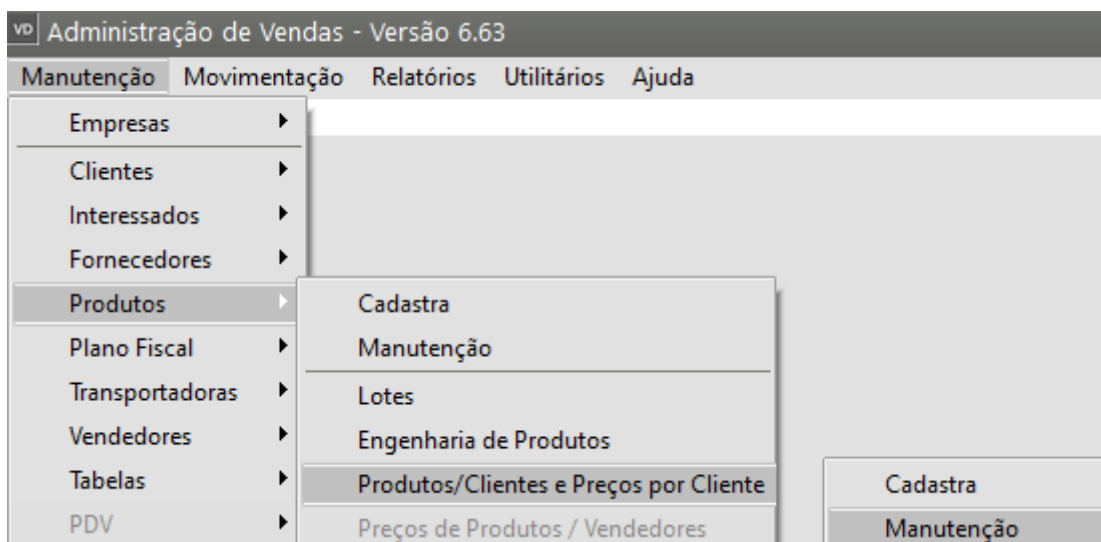 VD Administração de Vendas - Versão 6.63
Manutenção Movimentação Relatórios Utilitários Ajuda
Empresas
Clientes
Interessados
Fornecedores
Produtos
Plano Fiscal
Transportadoras
Vendedores
Tabelas
PDV
Cadastra
Manutenção
Lotes
Engenharia de Produtos
Produtos/Clientes e Preços por Cliente
Preços de Produtos / Vendedores
Cadastra
Manutenção